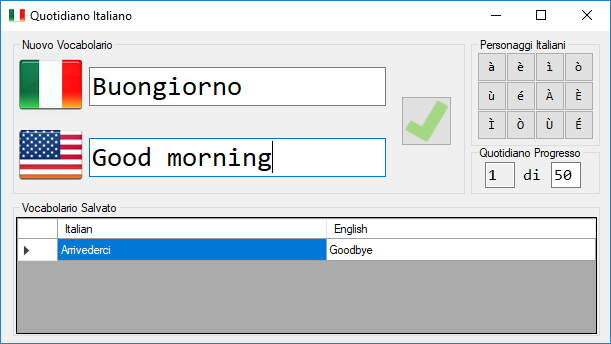 Quotidiano Italiano
Nuovo Vocabolario
Buongiorno
Good morning
Personaggi Italiani
à è ì ò
ù é À È
Ì Ò Ù É
Quotidiano Progresso
1 di 50
Vocabolario Salvato
Italian English
Arrivederci Goodbye